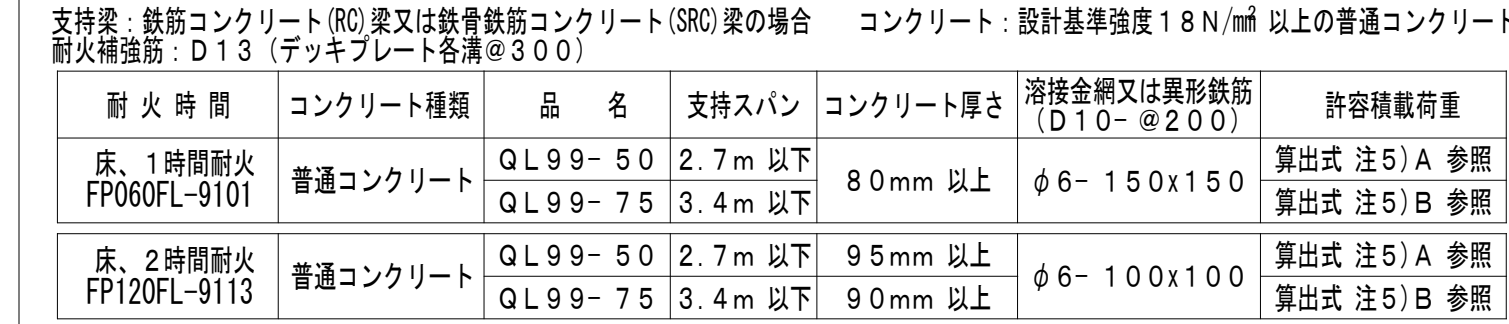 支持梁：鉄筋コンクリート(RC)梁又は鉄骨鉄筋コンクリート(SRC)梁の場合　コンクリート：設計基準強度18N/㎟ 以上の普通コンクリート
耐火補強筋：D13（デッキプレート各溝@300）
耐火時間 コンクリート種類 品名 支持スパン コンクリート厚さ 溶接金網又は異形鉄筋 許容積載荷重
(D10-@200)
床、1時間耐火 普通コンクリート QL99-50 2.7m 以下 80mm 以上 φ6-150x150 算出式 注5)A 参照
FP060FL-9101 QL99-75 3.4m 以下 算出式 注5)B 参照
床、2時間耐火 普通コンクリート QL99-50 2.7m 以下 95mm 以上 φ6-100x100 算出式 注5)A 参照
FP120FL-9113 QL99-75 3.4m 以下 90mm 以上 算出式 注5)B 参照